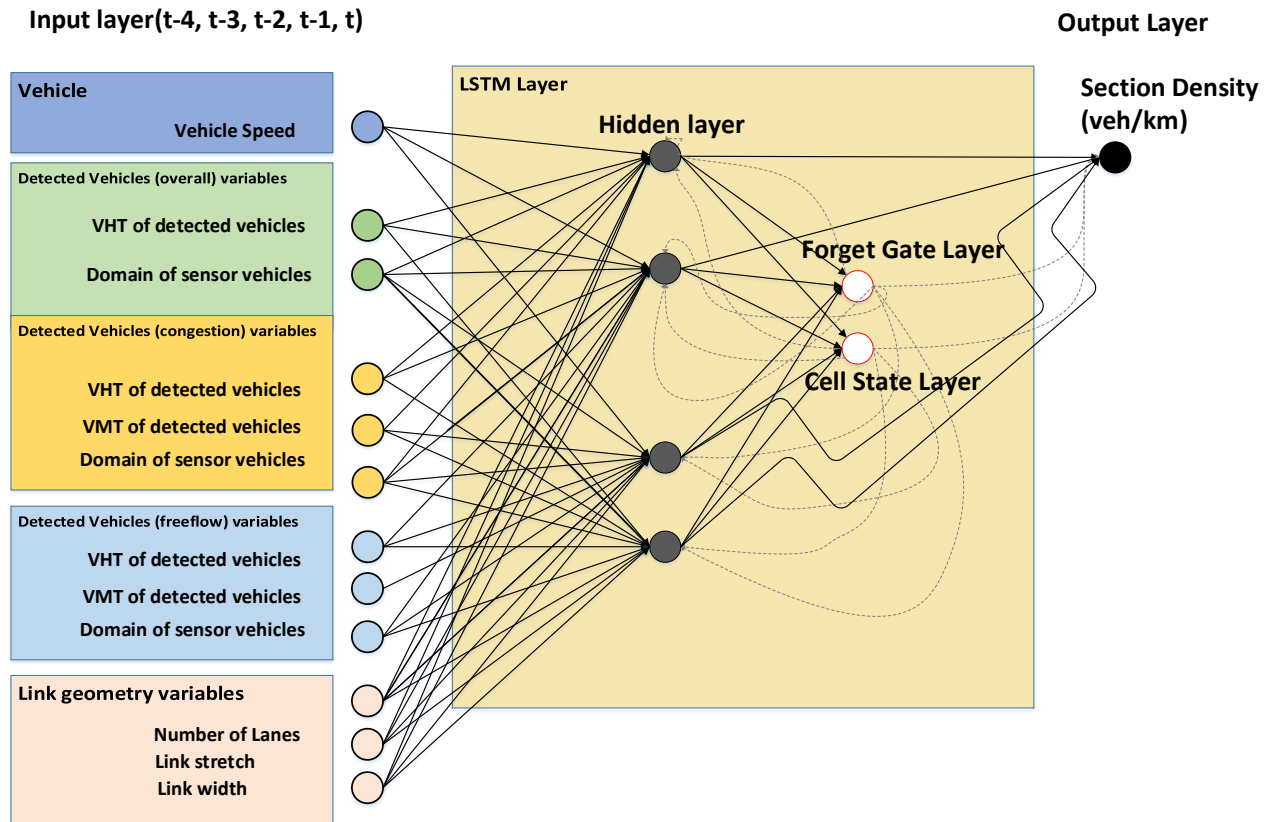 Input layer(t-4, t-3, t-2, t-1, t)
Output Layer
Vehicle
Vehicle Speed
Detected Vehicles (overall) variables
VHT of detected vehicles
Domain of sensor vehicles
Detected Vehicles (congestion) variables
VHT of detected vehicles
VMT of detected vehicles
Domain of sensor vehicles
Detected Vehicles (freeflow) variables
VHT of detected vehicles
VMT of detected vehicles
Domain of sensor vehicles
Link geometry variables
Number of Lanes
Link stretch
Link width
LSTM Layer
Hidden layer
Forget Gate Layer
Cell State Layer
Section Density
(veh/km)